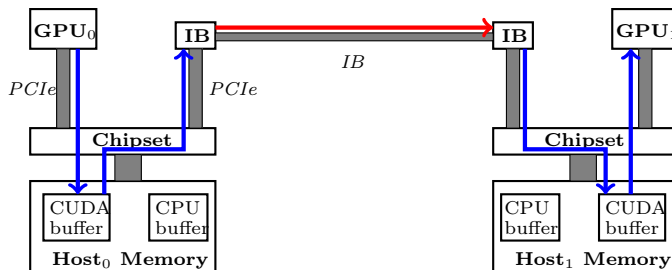 GPU₀
IB
IB
GPU₁
PCIe
PCIe
IB
Chipset
Chipset
CUDA
buffer
CPU
buffer
CPU
buffer
CUDA
buffer
Host₀ Memory
Host₁ Memory